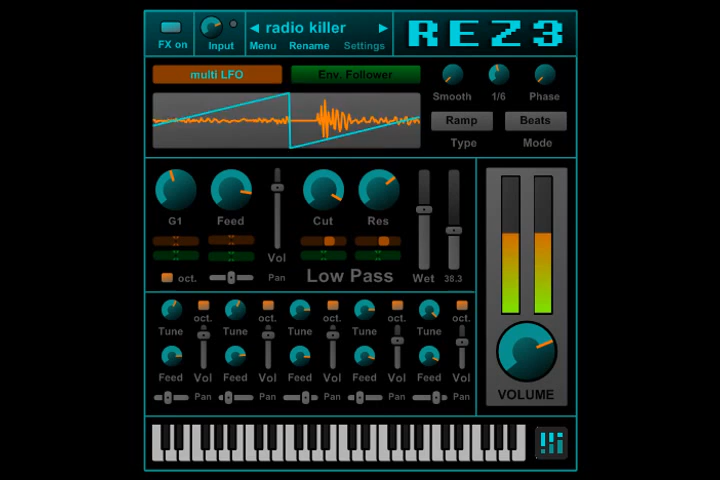 FX on
Input
radio killer
Menu Rename Settings
REZ3
multi LFO
Env. Follower
Smooth 1/6 Phase
Ramp Beats
Type Mode
G1 Feed Cut Res
Vol
oct. Pan
Low Pass
Wet 38.3
oct. oct. oct. oct. oct.
Tune Tune Tune Tune Tune
Feed Vol Feed Vol Feed Vol Feed Vol Feed Vol
Pan Pan Pan Pan Pan
VOLUME